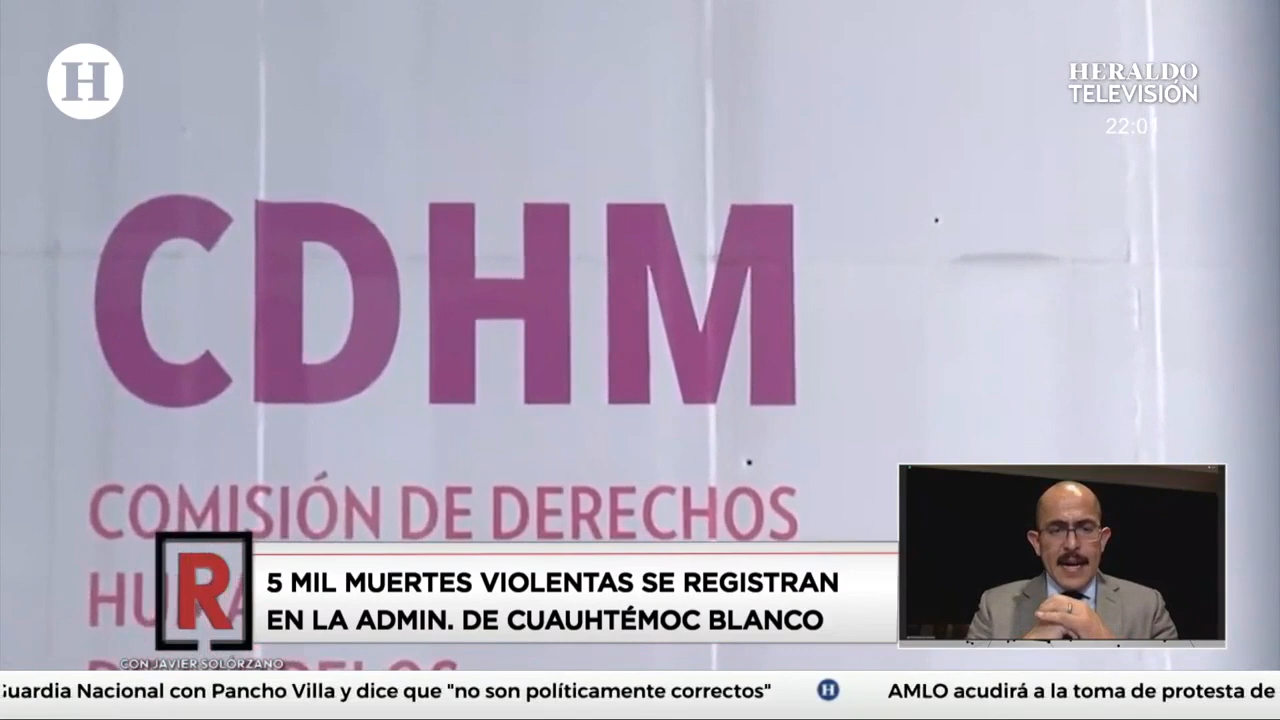 H
HERALDO
TELEVISIÓN
22:01
CDHM
COMISIÓN DE DERECHOS
R
5 MIL MUERTES VIOLENTAS SE REGISTRAN
EN LA ADMIN. DE CUAUHTÉMOC BLANCO
CON JAVIER SOLÓRZANO
Guardia Nacional con Pancho Villa y dice que "no son políticamente correctos"
H
AMLO acudirá a la toma de protesta de